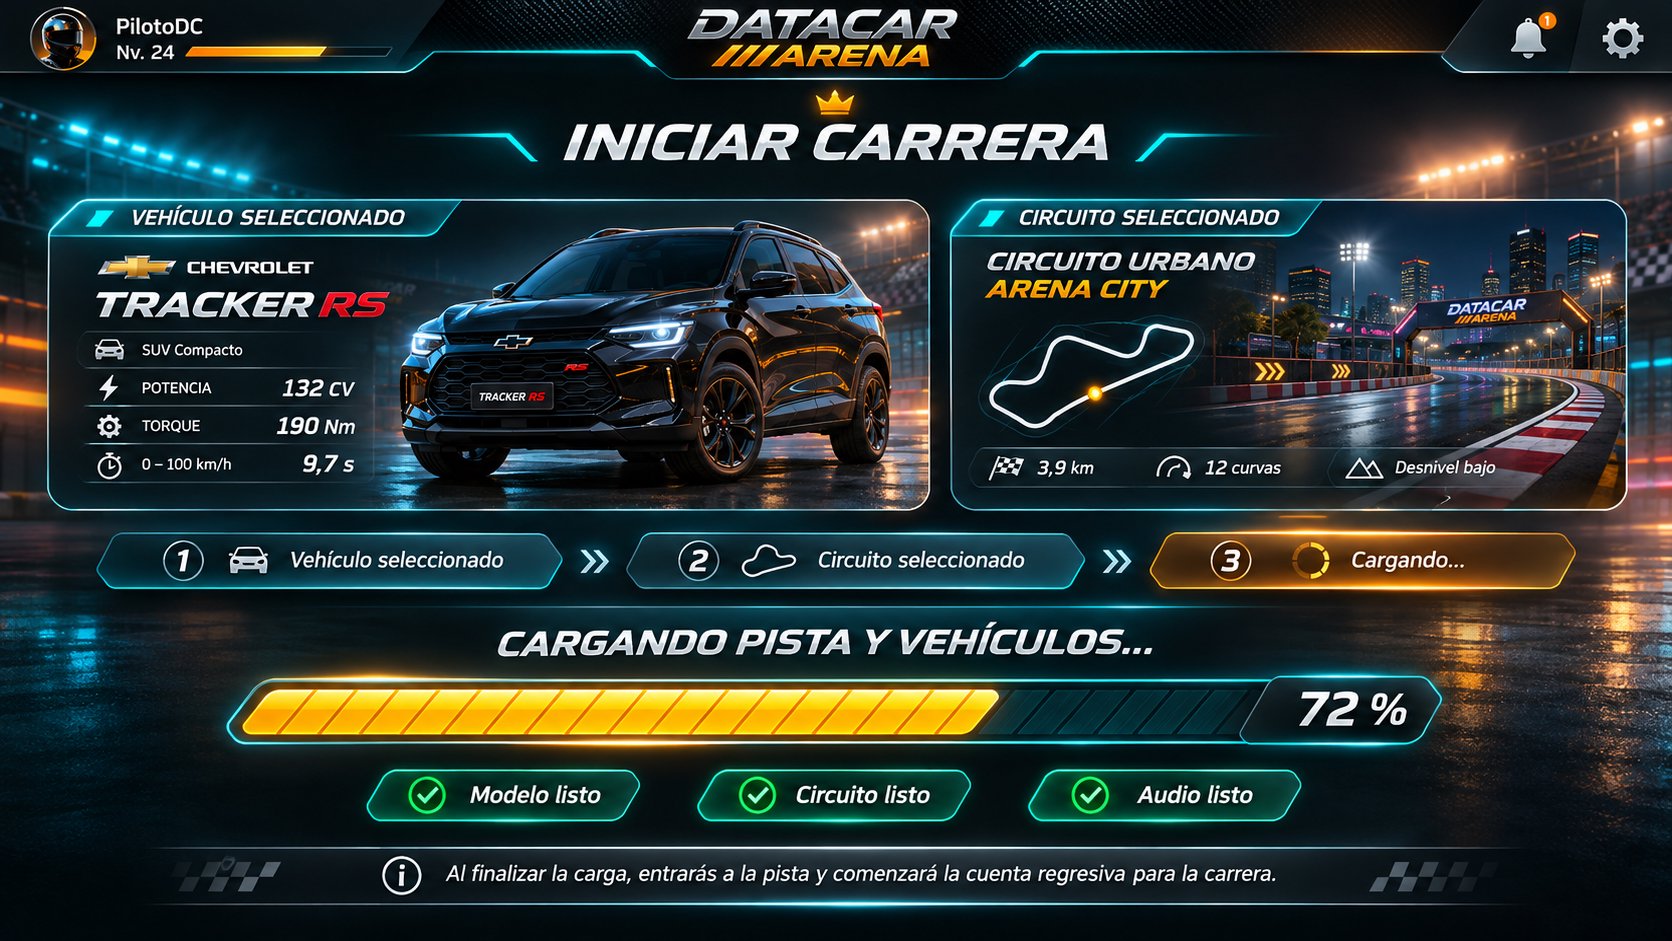 PilotoDC
Nv. 24
DATACAR
ARENA
1
INICIAR CARRERA
VEHÍCULO SELECCIONADO
CHEVROLET
TRACKER RS
SUV Compacto
POTENCIA 132 CV
TORQUE 190 Nm
0 – 100 km/h 9,7 s
RS
TRACKER RS
CIRCUITO SELECCIONADO
CIRCUITO URBANO
ARENA CITY
DATACAR
ARENA
3,9 km
12 curvas
Desnivel bajo
1 Vehículo seleccionado
2 Circuito seleccionado
3 Cargando...
CARGANDO PISTA Y VEHÍCULOS...
72 %
Modelo listo
Circuito listo
Audio listo
Al finalizar la carga, entrarás a la pista y comenzará la cuenta regresiva para la carrera.